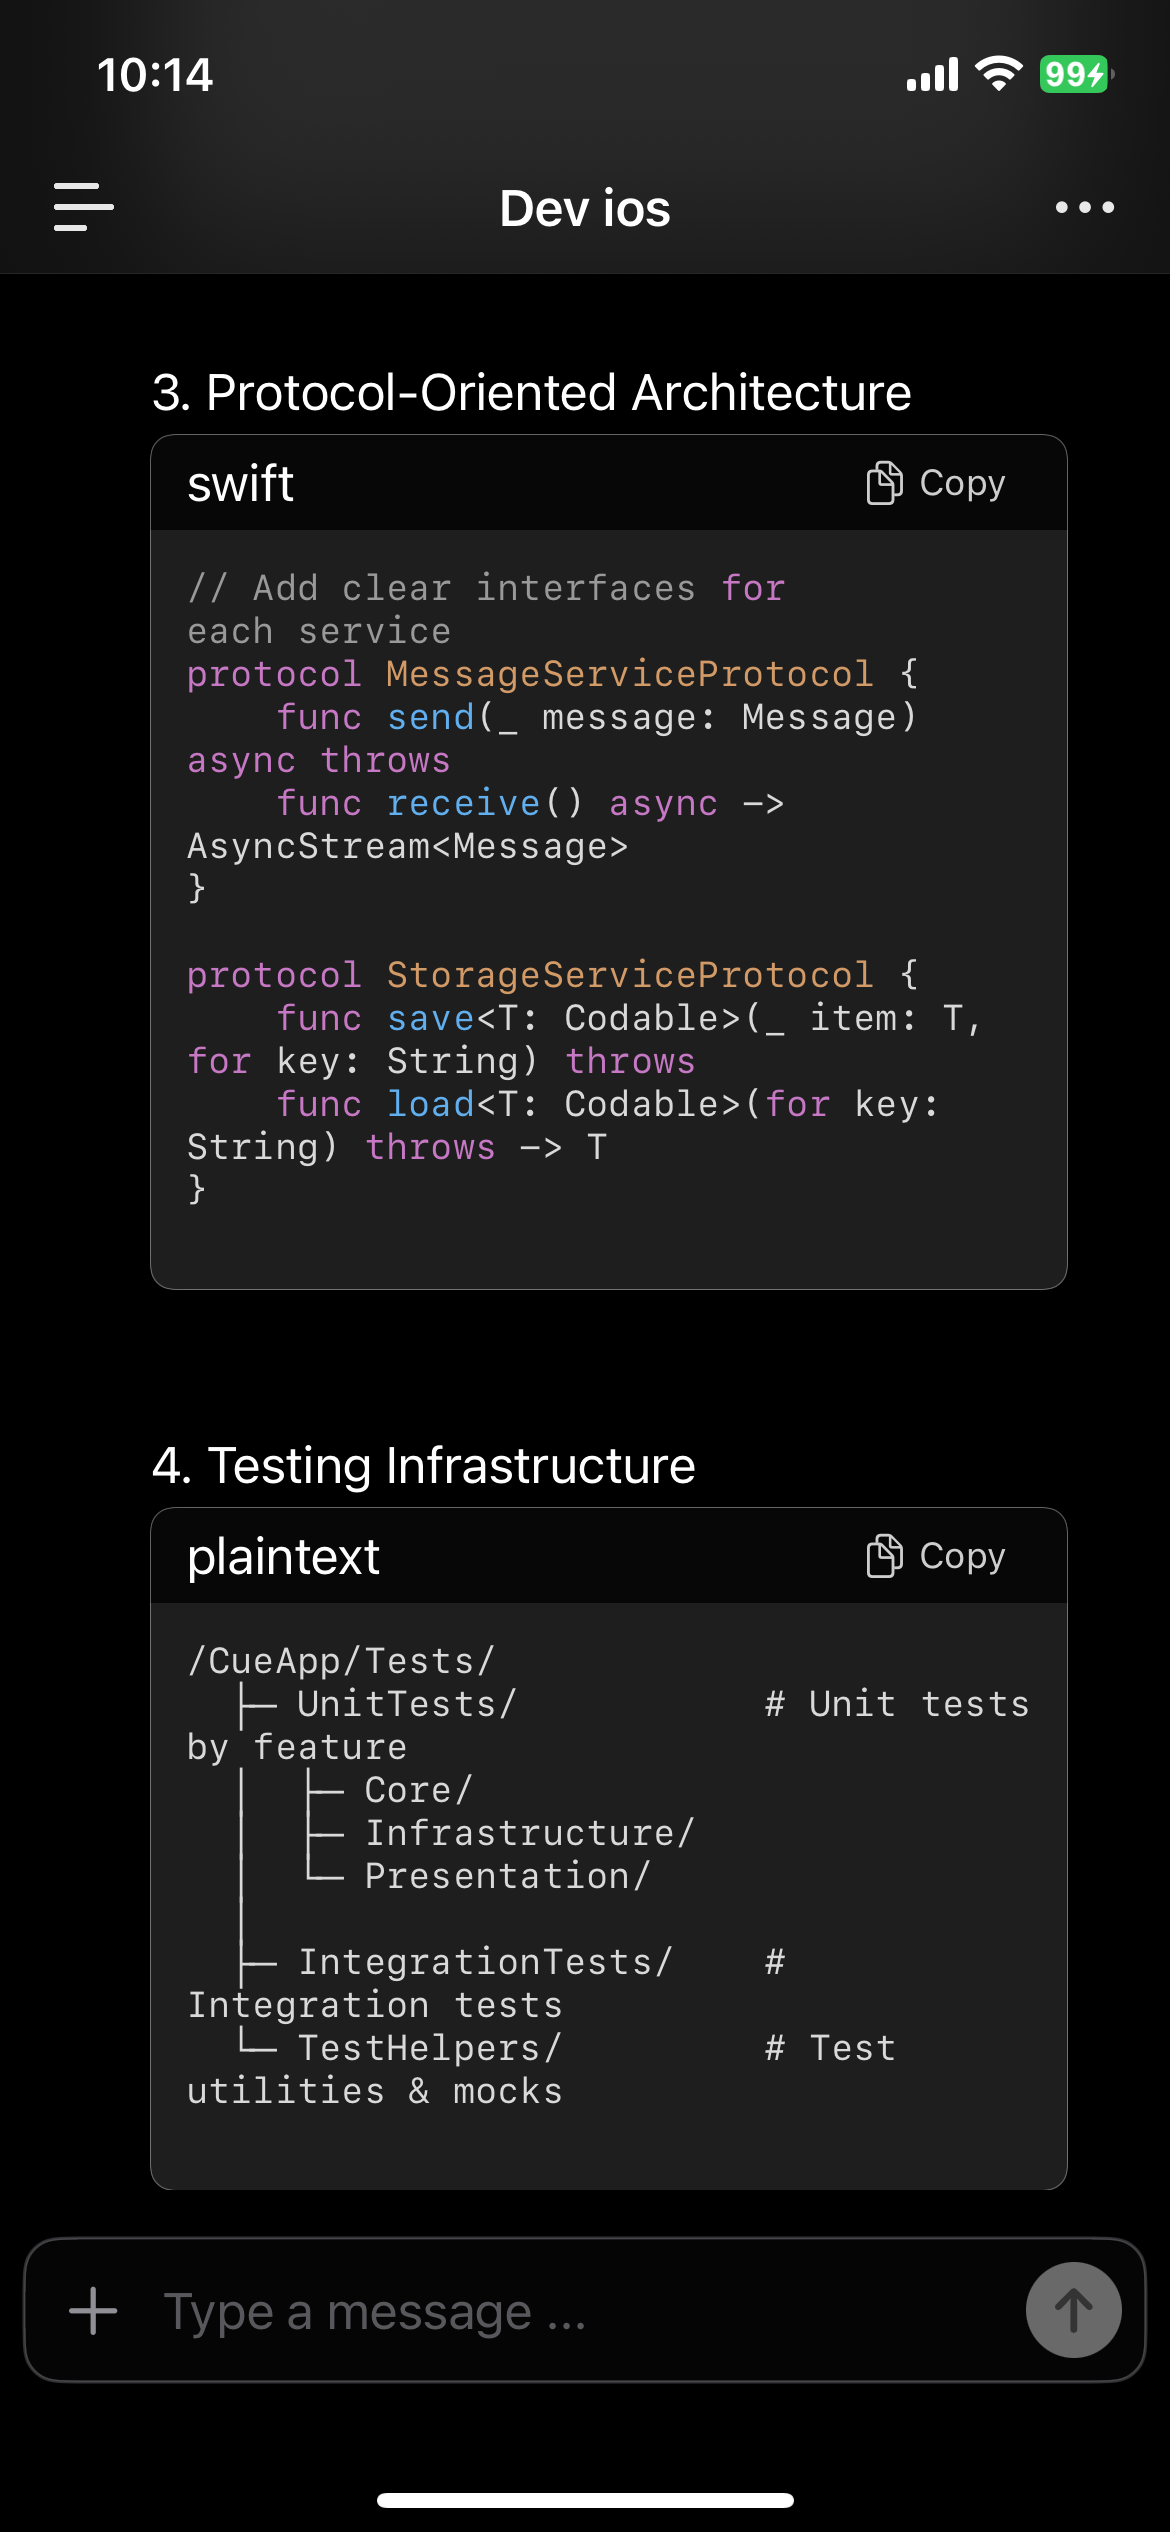 10:14
99
Dev ios
3. Protocol-Oriented Architecture
swift
Copy
// Add clear interfaces for
each service
protocol MessageServiceProtocol {
    func send(_ message: Message)
async throws
    func receive() async ->
AsyncStream<Message>
}

protocol StorageServiceProtocol {
    func save<T: Codable>(_ item: T,
for key: String) throws
    func load<T: Codable>(for key:
String) throws -> T
}
4. Testing Infrastructure
plaintext
Copy
/CueApp/Tests/
  ├─ UnitTests/           # Unit tests
by feature
  │  ├─ Core/
  │  ├─ Infrastructure/
  │  └─ Presentation/
  │
  ├─ IntegrationTests/    #
Integration tests
  └─ TestHelpers/         # Test
utilities & mocks
Type a message ...